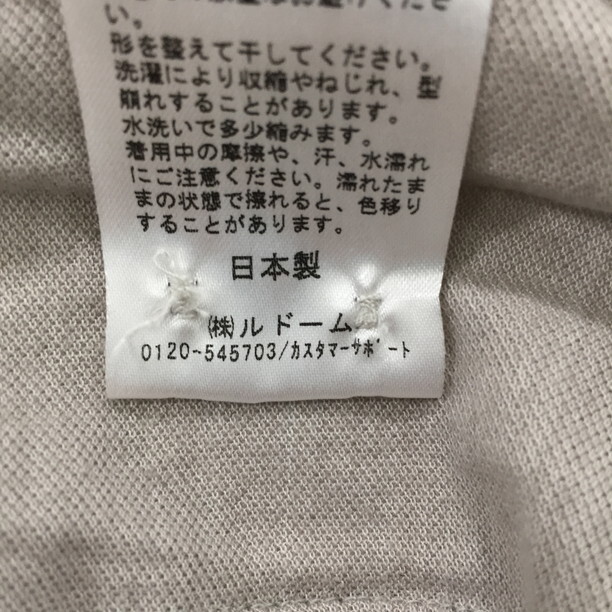 い。
形を整えて干してください。
洗濯により収縮やねじれ、型
崩れすることがあります。
水洗いで多少縮みます。
着用中の摩擦や、汗、水濡れ
にご注意ください。濡れたま
まの状態で擦れると、色移り
することがあります。
日本製
㈱ルドーム
0120-545703/ｶｽﾀﾏｰｻﾎﾟｰﾄ